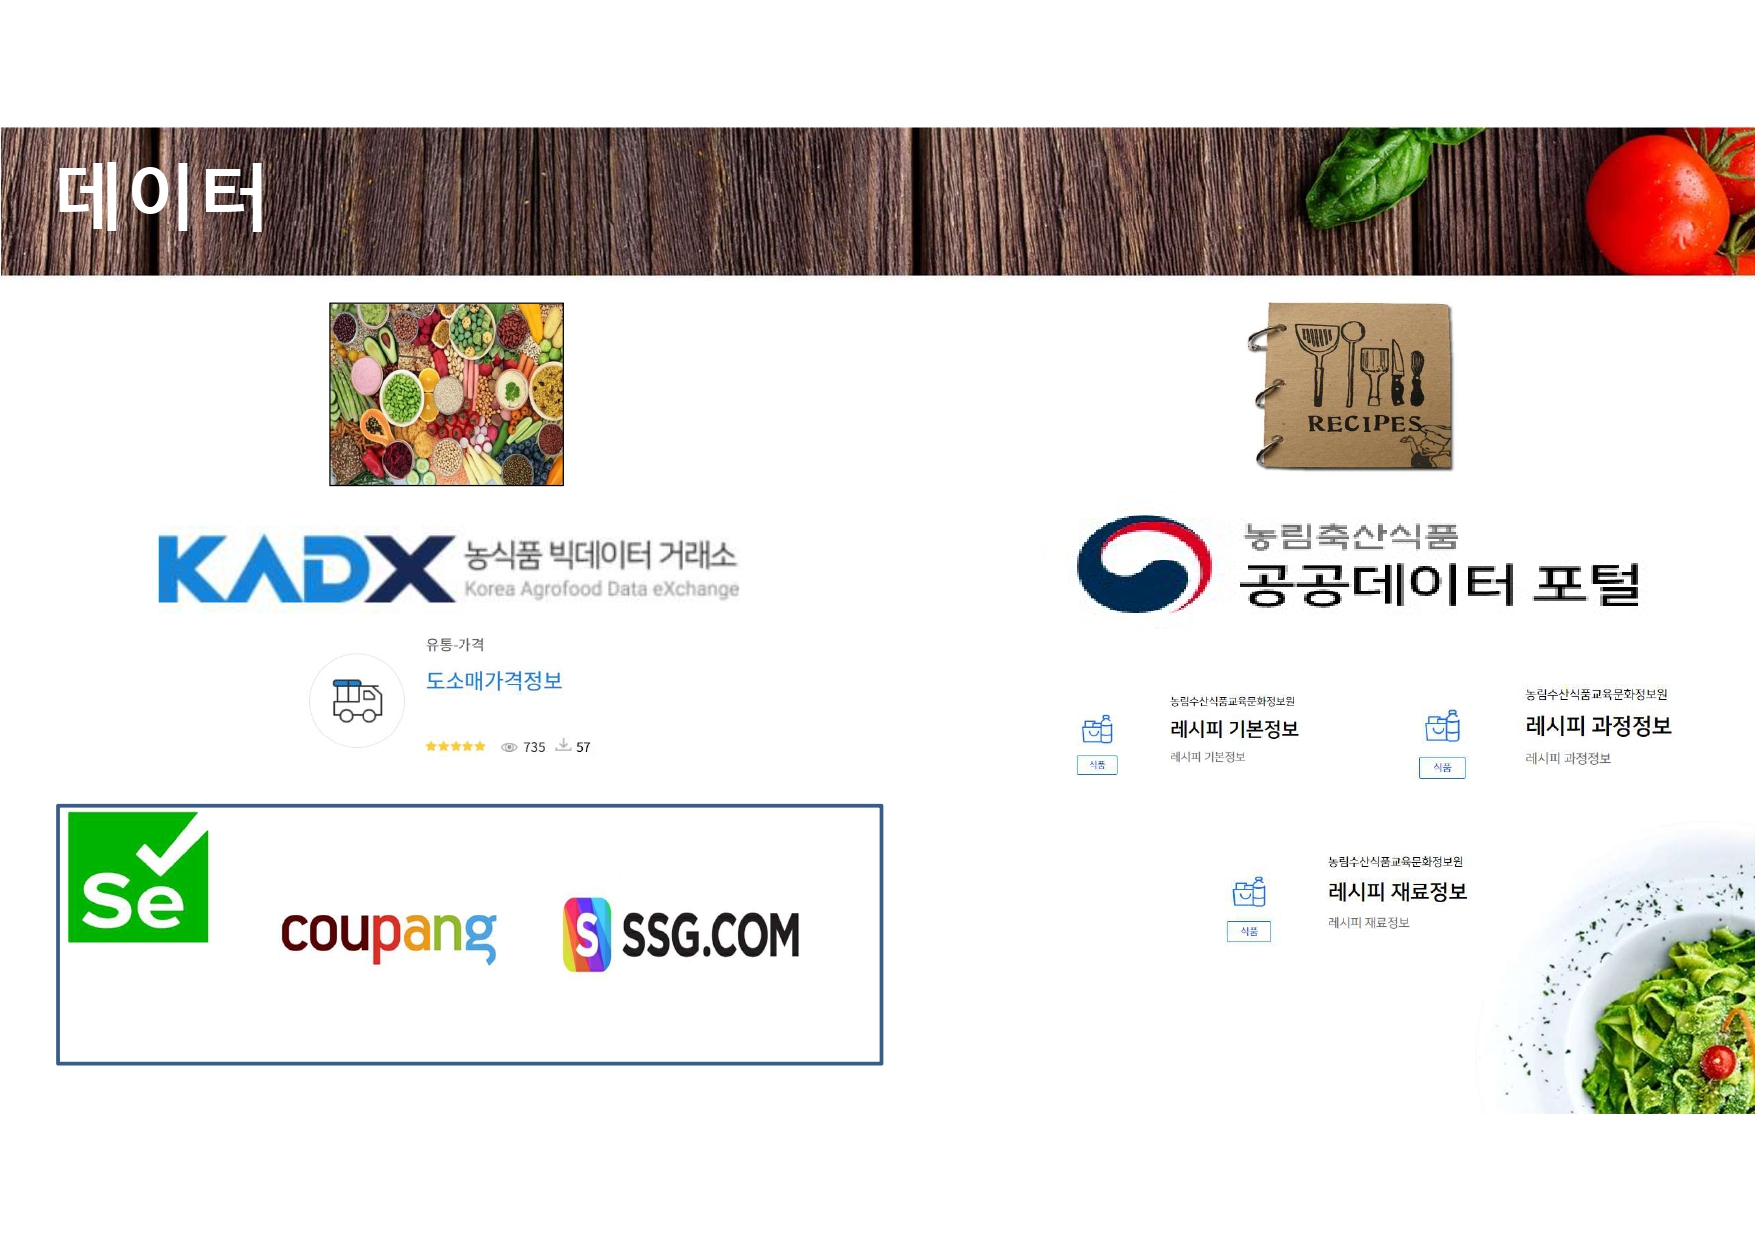 데이터
KADX 농식품 빅데이터 거래소
Korea Agrofood Data eXchange
유통-가격
도소매가격정보
735 57
Se
coupang
S SSG.COM
RECIPES
농림축산식품
공공데이터 포털
농림수산식품교육문화정보원
레시피 기본정보
레시피 기본정보
식품
농림수산식품교육문화정보원
레시피 과정정보
레시피 과정정보
식품
농림수산식품교육문화정보원
레시피 재료정보
레시피 재료정보
식품